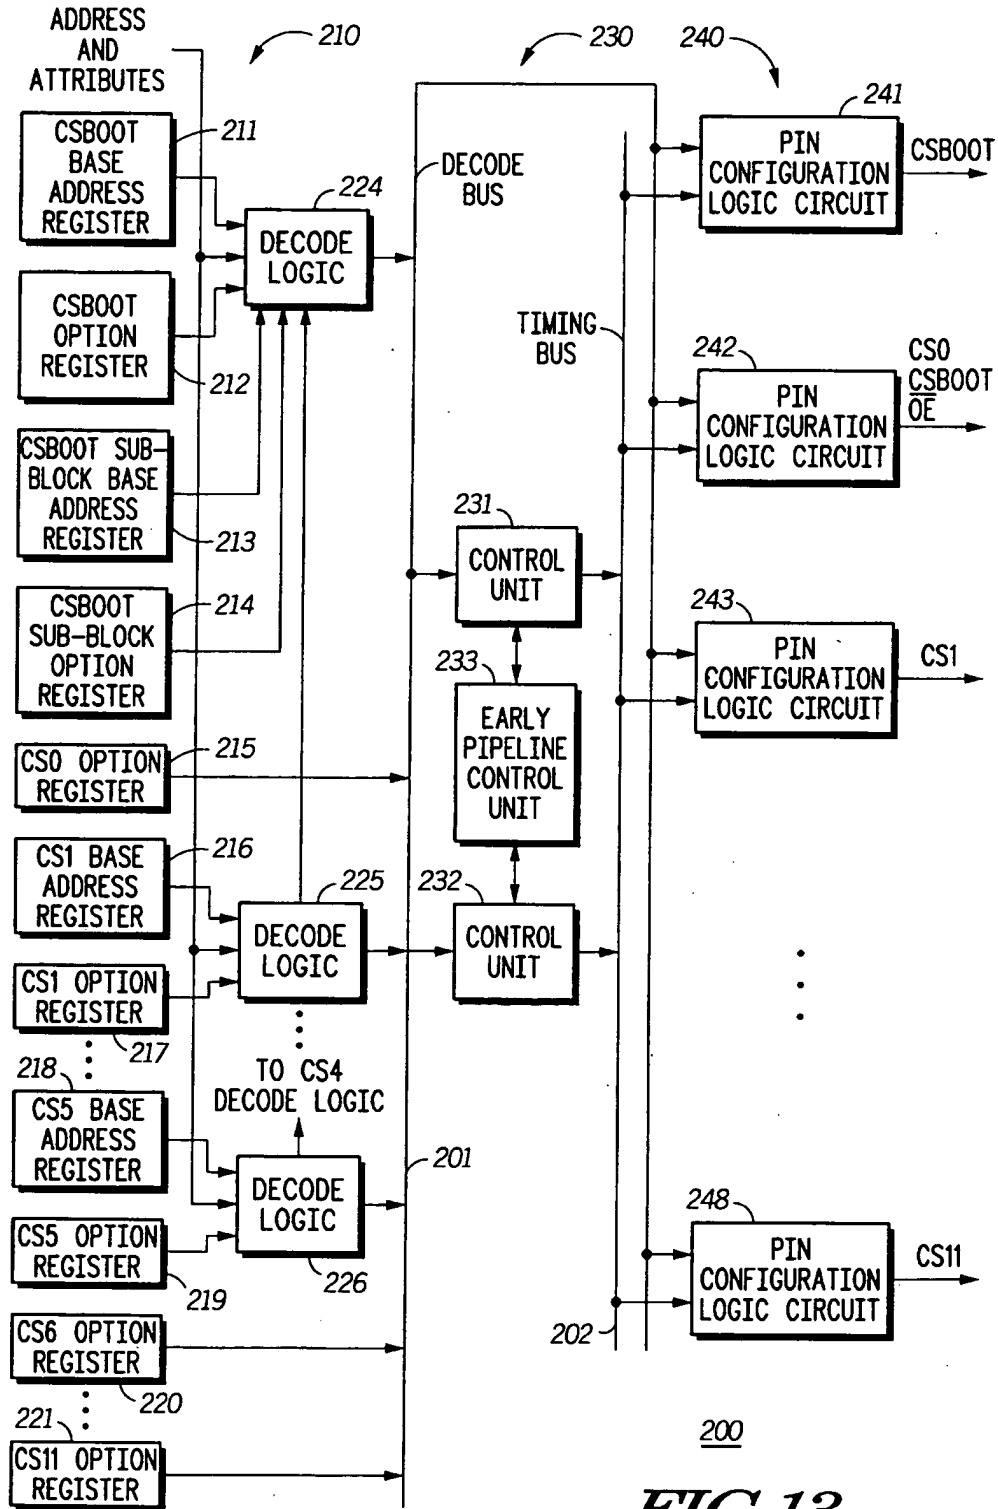 ADDRESS
AND
ATTRIBUTES
210
230
240
CSBOOT
BASE
ADDRESS
REGISTER
211
CSBOOT
OPTION
REGISTER
212
CSBOOT SUB-
BLOCK BASE
ADDRESS
REGISTER
213
CSBOOT
SUB-BLOCK
OPTION
REGISTER
214
CS0 OPTION
REGISTER
215
CS1 BASE
ADDRESS
REGISTER
216
CS1 OPTION
REGISTER
217
218
CS5 BASE
ADDRESS
REGISTER
CS5 OPTION
REGISTER
219
CS6 OPTION
REGISTER
220
221
CS11 OPTION
REGISTER
224
DECODE
LOGIC
225
DECODE
LOGIC
TO CS4
DECODE LOGIC
DECODE
LOGIC
226
DECODE
BUS
201
231
CONTROL
UNIT
233
EARLY
PIPELINE
CONTROL
UNIT
232
CONTROL
UNIT
TIMING
BUS
202
241
PIN
CONFIGURATION
LOGIC CIRCUIT
CSBOOT
242
PIN
CONFIGURATION
LOGIC CIRCUIT
CS0
CSBOOT
OE
243
PIN
CONFIGURATION
LOGIC CIRCUIT
CS1
248
PIN
CONFIGURATION
LOGIC CIRCUIT
CS11
200
FIG.13